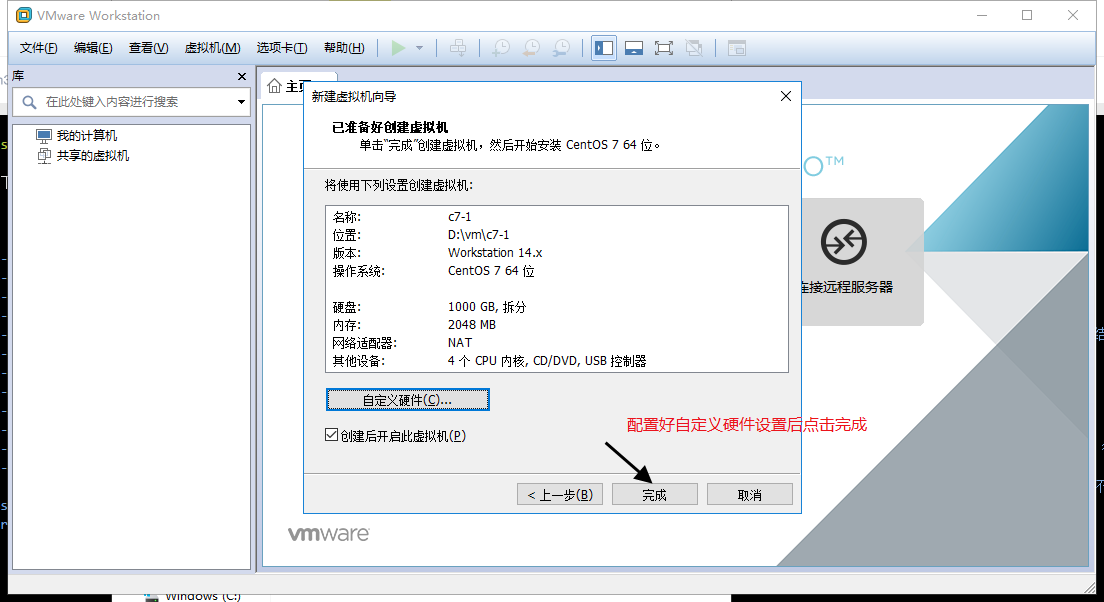 VMware Workstation
文件(F) 编辑(E) 查看(V) 虚拟机(M) 选项卡(T) 帮助(H)
库
在此处键入内容进行搜索
我的计算机
共享的虚拟机
主页
新建虚拟机向导
已准备好创建虚拟机
单击"完成"创建虚拟机，然后开始安装 CentOS 7 64 位。
将使用下列设置创建虚拟机:
名称: c7-1
位置: D:\vm\c7-1
版本: Workstation 14.x
操作系统: CentOS 7 64 位
硬盘: 1000 GB, 拆分
内存: 2048 MB
网络适配器: NAT
其他设备: 4 个 CPU 内核, CD/DVD, USB 控制器
自定义硬件(C)...
配置好自定义硬件设置后点击完成
创建后开启此虚拟机(P)
< 上一步(B) 完成 取消
TM
连接远程服务器
vmware
Windows (C:)